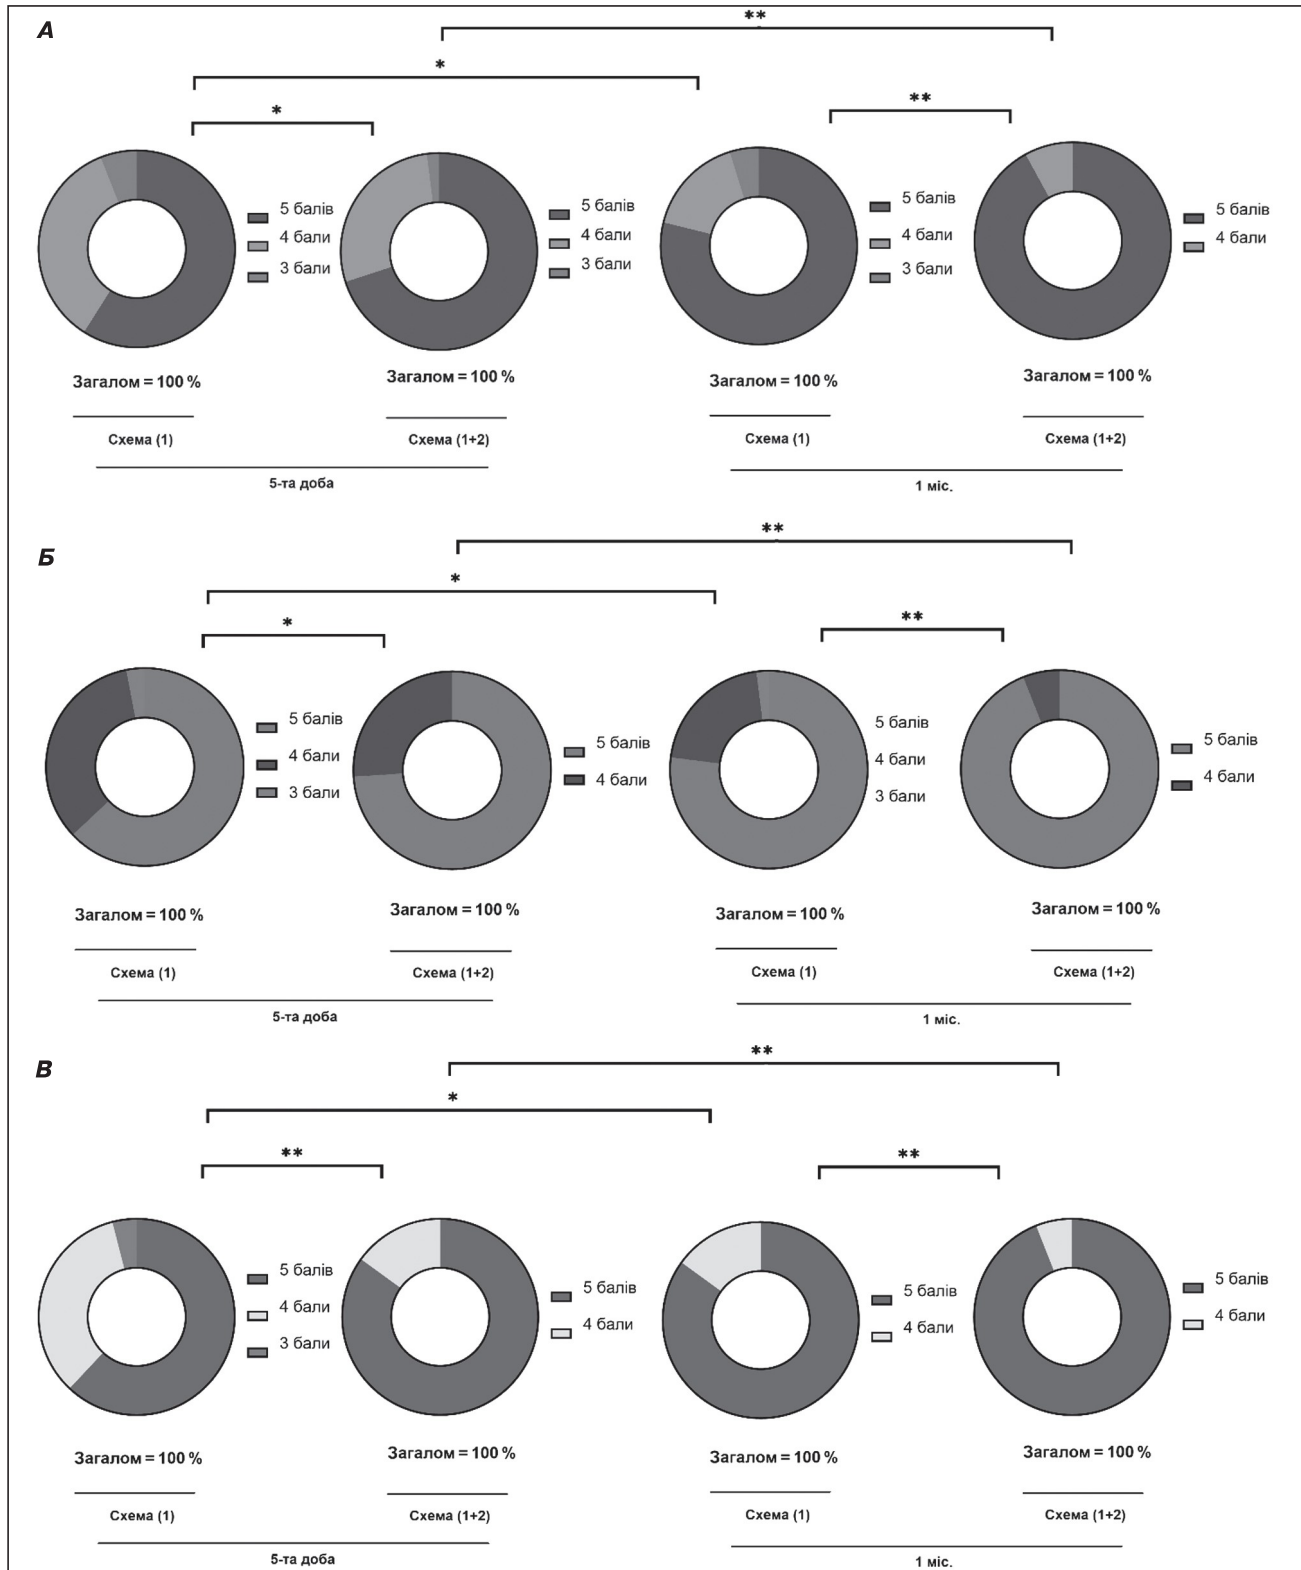 А
**
*
*
**
5 балів
4 бали
3 бали
5 балів
4 бали
3 бали
5 балів
4 бали
3 бали
5 балів
4 бали
Загалом = 100 %
Загалом = 100 %
Загалом = 100 %
Загалом = 100 %
Схема (1)
Схема (1+2)
Схема (1)
Схема (1+2)
5-та доба
1 міс.
Б
**
*
*
**
5 балів
4 бали
3 бали
5 балів
4 бали
5 балів
4 бали
3 бали
5 балів
4 бали
Загалом = 100 %
Загалом = 100 %
Загалом = 100 %
Загалом = 100 %
Схема (1)
Схема (1+2)
Схема (1)
Схема (1+2)
5-та доба
1 міс.
В
**
*
**
**
5 балів
4 бали
3 бали
5 балів
4 бали
5 балів
4 бали
5 балів
4 бали
Загалом = 100 %
Загалом = 100 %
Загалом = 100 %
Загалом = 100 %
Схема (1)
Схема (1+2)
Схема (1)
Схема (1+2)
5-та доба
1 міс.